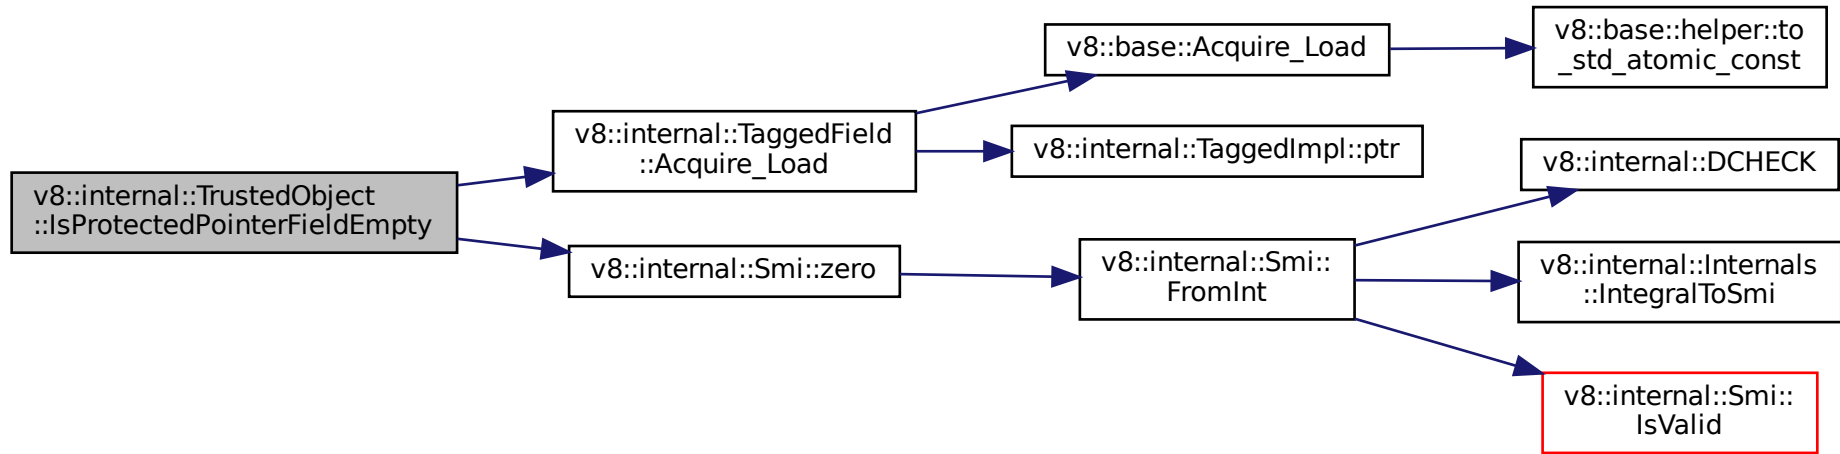 v8::internal::TrustedObject
::IsProtectedPointerFieldEmpty
v8::internal::TaggedField
::Acquire_Load
v8::base::Acquire_Load
v8::base::helper::to
_std_atomic_const
v8::internal::TaggedImpl::ptr
v8::internal::Smi::zero
v8::internal::Smi::
FromInt
v8::internal::DCHECK
v8::internal::Internals
::IntegralToSmi
v8::internal::Smi::
IsValid